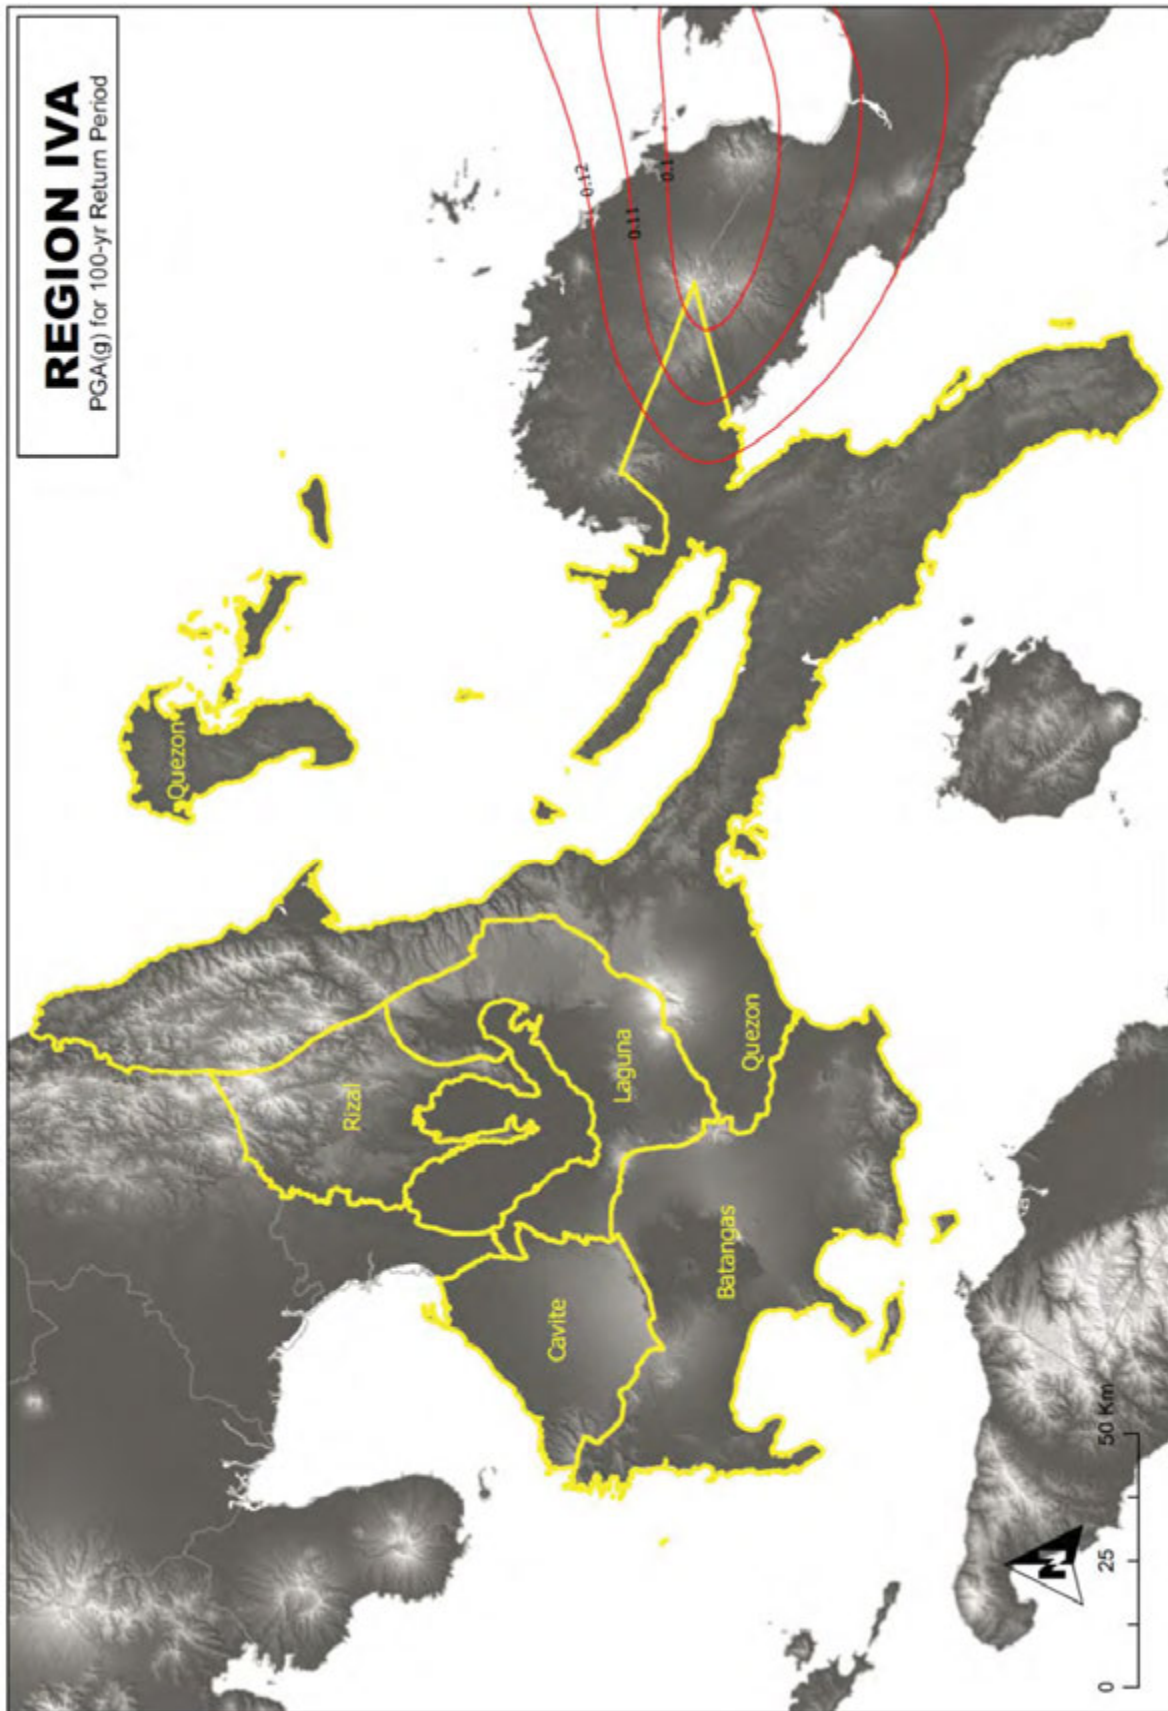 REGION IVA
PGA(g) for 100-yr Return Period
Quezon
0.12
0.11
0.1
Rizal
Laguna
Quezon
Cavite
Batangas
N
0
25
50 Km